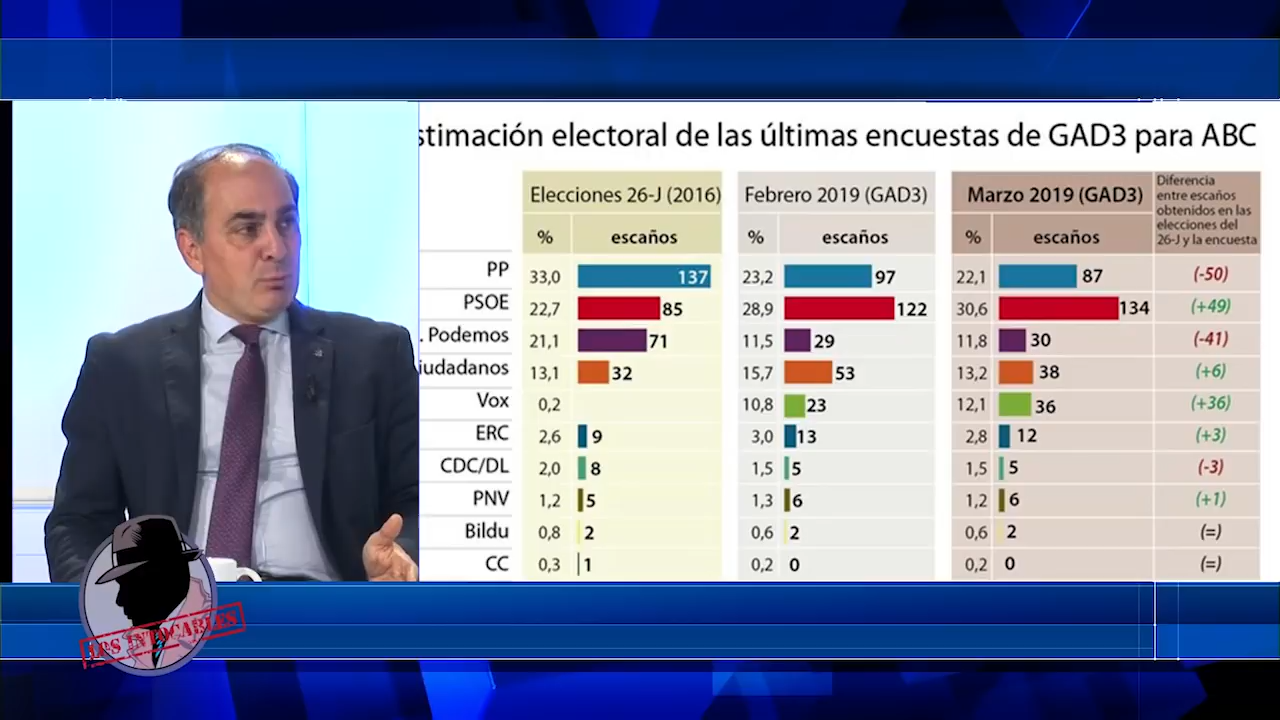 stimación electoral de las últimas encuestas de GAD3 para ABC
Elecciones 26-J (2016) Febrero 2019 (GAD3) Marzo 2019 (GAD3) Diferencia
entre escaños
obtenidos en las
elecciones del
26-J y la encuesta
% escaños % escaños % escaños
PP 33,0 137 23,2 97 22,1 87 (-50)
PSOE 22,7 85 28,9 122 30,6 134 (+49)
. Podemos 21,1 71 11,5 29 11,8 30 (-41)
iudadanos 13,1 32 15,7 53 13,2 38 (+6)
Vox 0,2 10,8 23 12,1 36 (+36)
ERC 2,6 9 3,0 13 2,8 12 (+3)
CDC/DL 2,0 8 1,5 5 1,5 5 (-3)
PNV 1,2 5 1,3 6 1,2 6 (+1)
Bildu 0,8 2 0,6 2 0,6 2 (=)
CC 0,3 1 0,2 0 0,2 0 (=)
LOS INTOCABLES